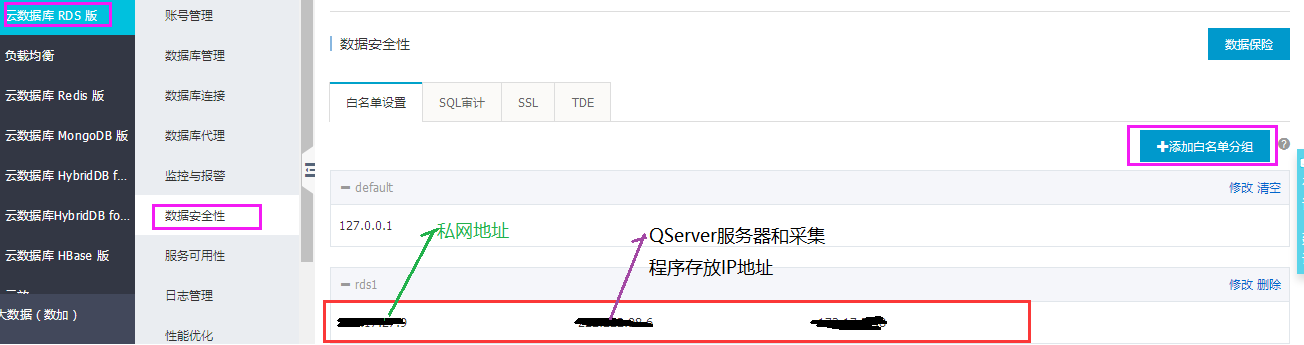 云数据库 RDS 版
负载均衡
云数据库 Redis 版
云数据库 MongoDB 版
云数据库 HybridDB f...
云数据库HybridDB fo...
云数据库 HBase 版
大数据（数加）
账号管理
数据库管理
数据库连接
数据库代理
监控与报警
数据安全性
服务可用性
日志管理
性能优化
数据安全性
数据保险
白名单设置
SQL审计
SSL
TDE
+添加白名单分组
?
default
修改 清空
127.0.0.1
私网地址
QServer服务器和采集
程序存放IP地址
rds1
修改 删除